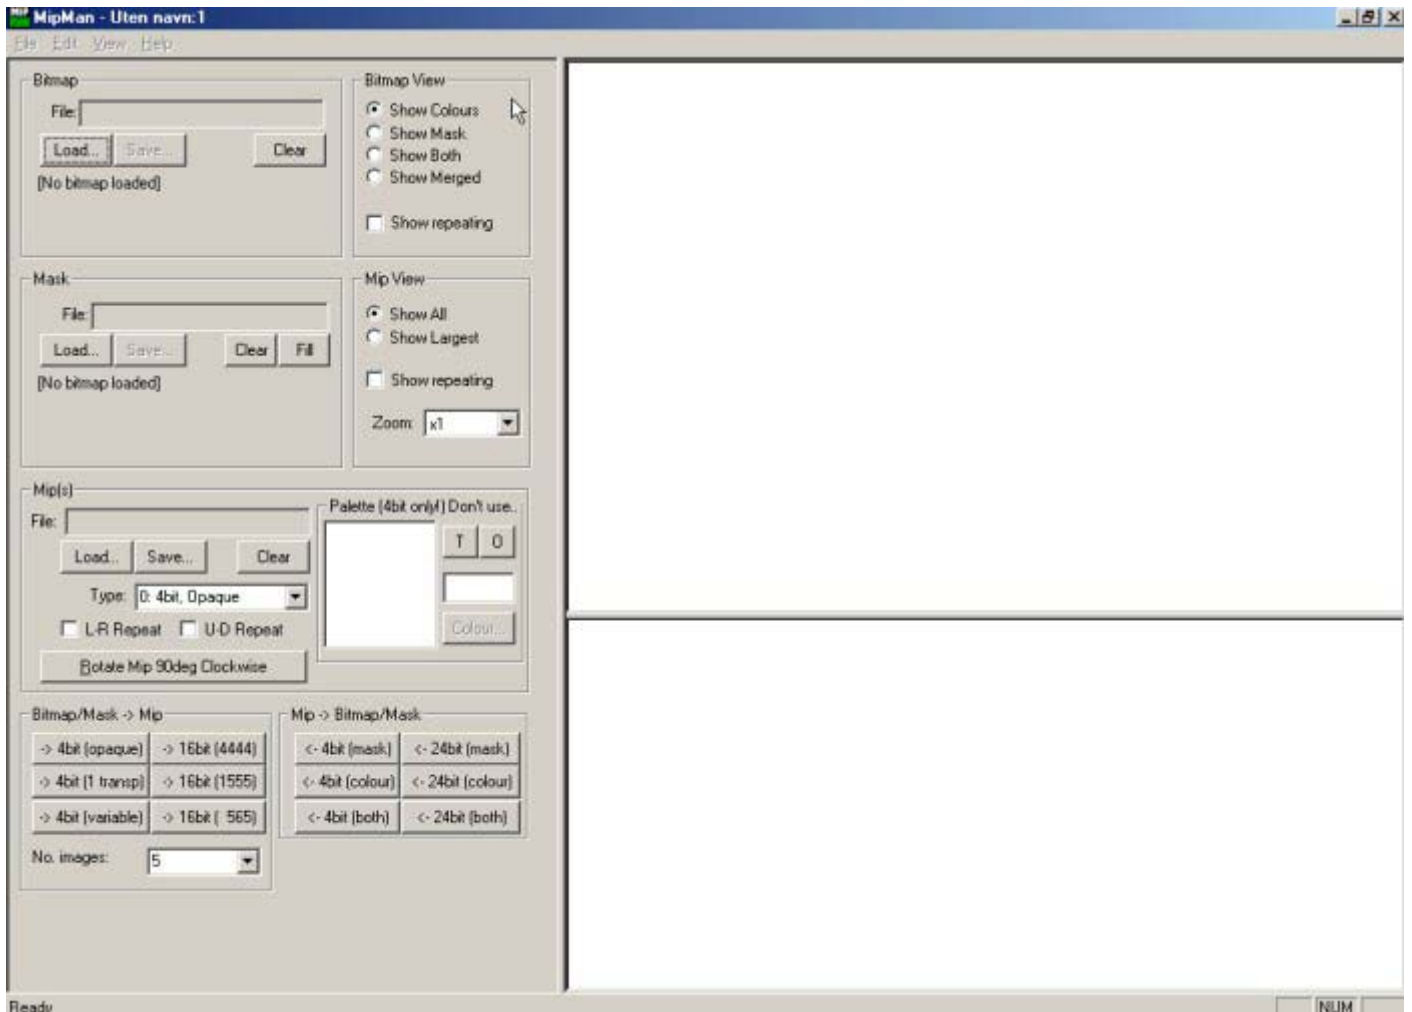 MipMan - Uten navn:1
File Edit View Help
Bitmap
File:
Load... Save... Clear
[No bitmap loaded]
Bitmap View
Show Colours
Show Mask
Show Both
Show Merged
Show repeating
Mask
File:
Load... Save... Clear Fill
[No bitmap loaded]
Mip View
Show All
Show Largest
Show repeating
Zoom: x1
Mip(s)
File:
Load... Save... Clear
Type: 0: 4bit, Opaque
L-R Repeat U-D Repeat
Rotate Mip 90deg Clockwise
Palette (4bit only!) Don't use..
T O
Colour...
Bitmap/Mask -> Mip
-> 4bit (opaque) -> 16bit (4444)
-> 4bit (1 transp) -> 16bit (1555)
-> 4bit (variable) -> 16bit ( 565)
No. images: 5
Mip -> Bitmap/Mask
<- 4bit (mask) <- 24bit (mask)
<- 4bit (colour) <- 24bit (colour)
<- 4bit (both) <- 24bit (both)
Ready
NUM